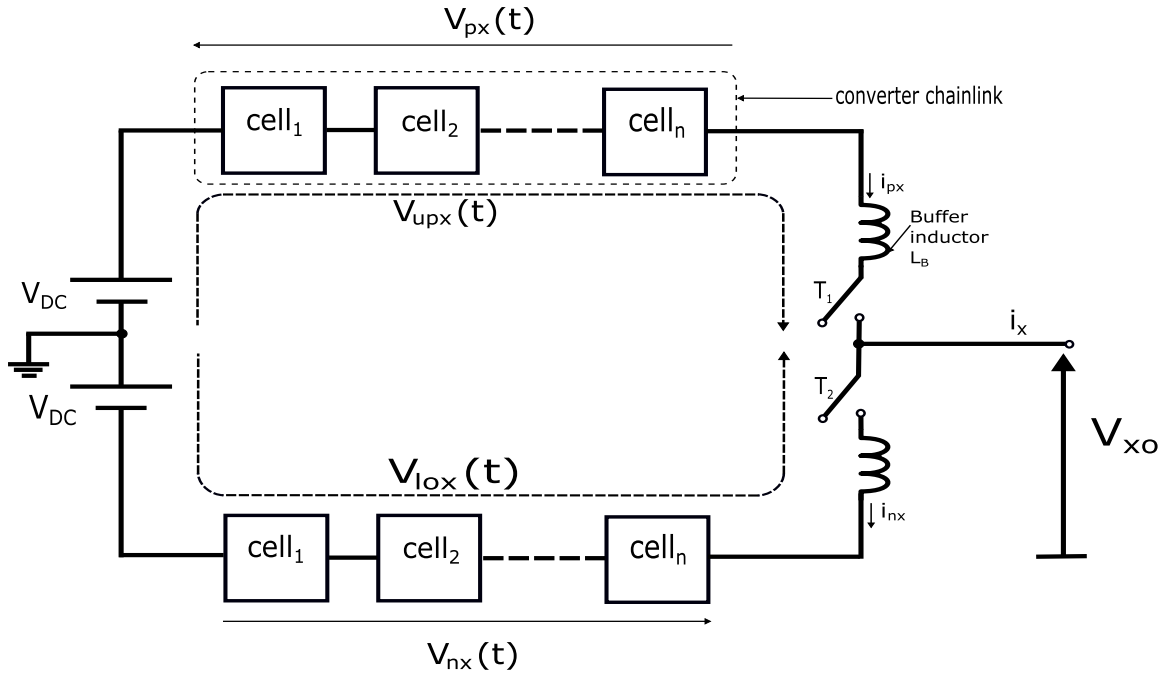 Vpx(t)
converter chainlink
cell1
cell2
celln
Vupx(t)
ipx
Buffer
inductor
LB
VDC
T1
ix
VDC
T2
Vxo
Vlox(t)
inx
cell1
cell2
celln
Vnx(t)